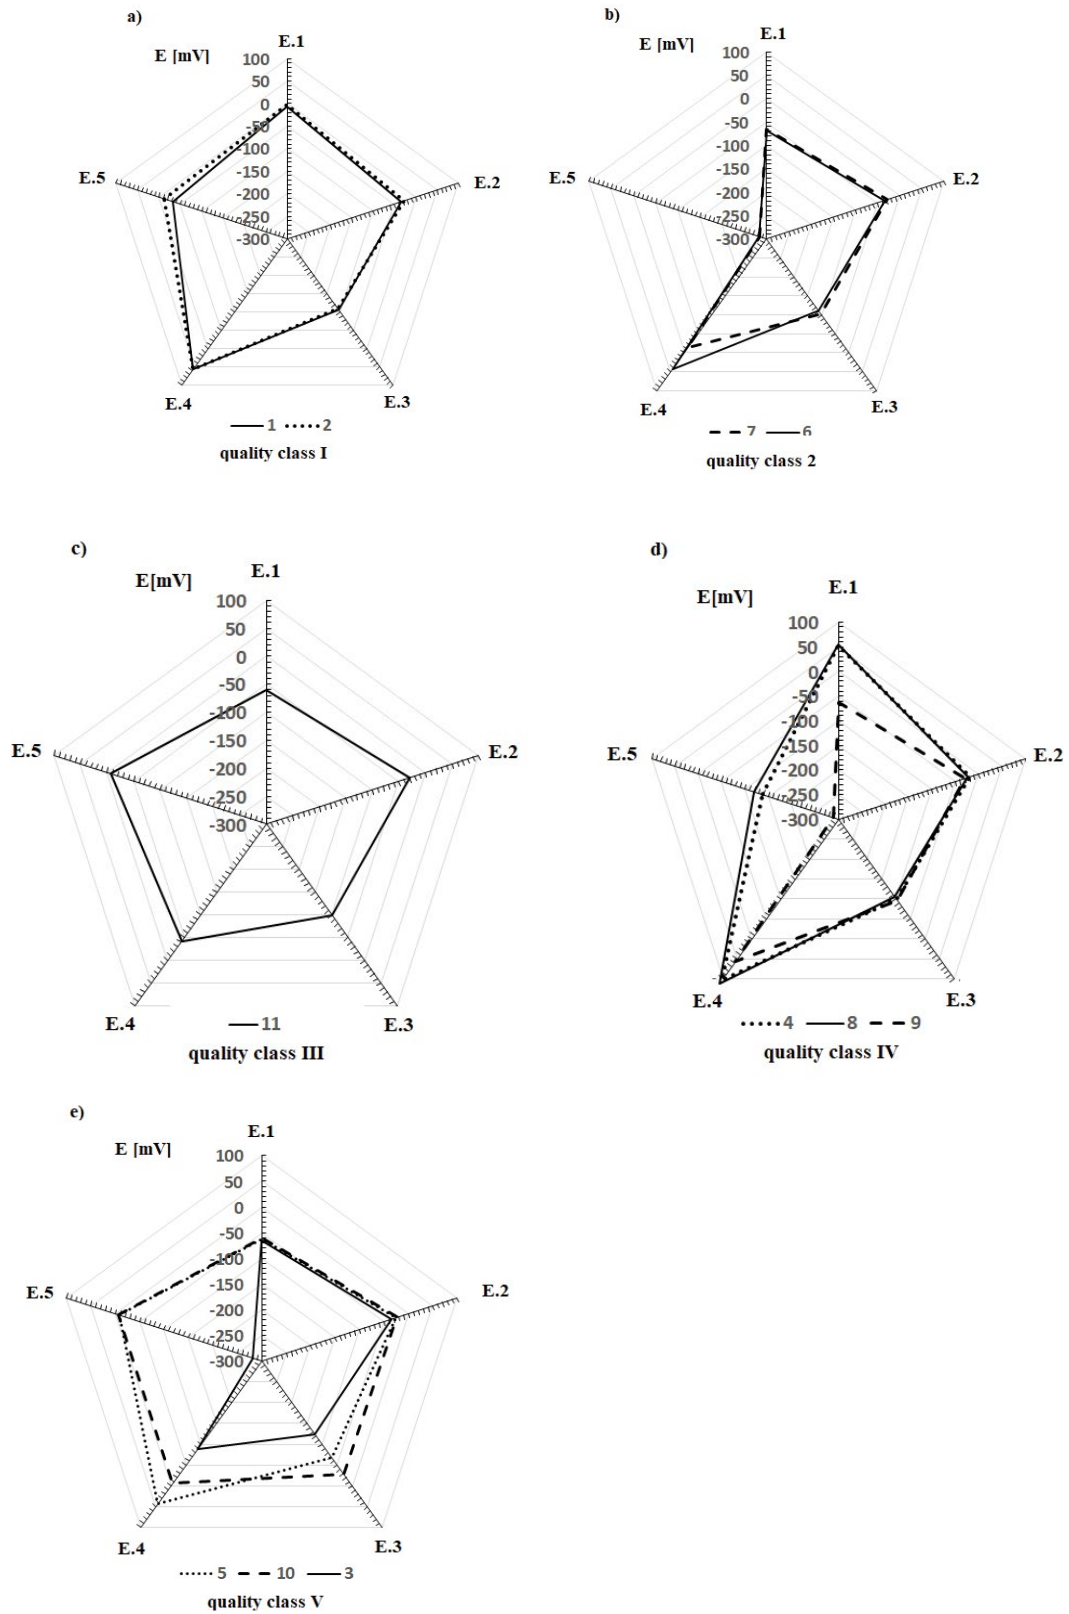 a)
E.1
E [mV]
100
50
0
-50
-100
-150
-200
-250
-300
E.5
E.2
E.4
E.3
1 2
quality class I
b)
E.1
E [mV]
100
50
0
-50
-100
-150
-200
-250
-300
E.5
E.2
E.4
E.3
7 6
quality class 2
c)
E.1
E[mV]
100
50
0
-50
-100
-150
-200
-250
-300
E.5
E.2
E.4
E.3
11
quality class III
d)
E.1
E[mV]
100
50
0
-50
-100
-150
-200
-250
-300
E.5
E.2
E.4
E.3
4 8 9
quality class IV
e)
E.1
E [mV]
100
50
0
-50
-100
-150
-200
-250
-300
E.5
E.2
E.4
E.3
5 10 3
quality class V